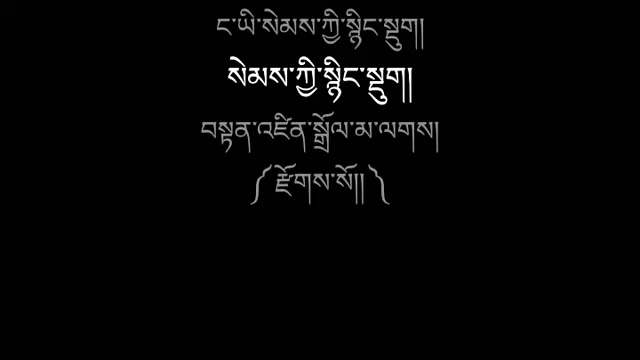 ང་ཡི་སེམས་ཀྱི་སྙིང་སྡུག།
སེམས་ཀྱི་སྙིང་སྡུག།
བསྟན་འཛིན་སྒྲོལ་མ་ལགས།
༼ རྫོགས་སོ།། ༽